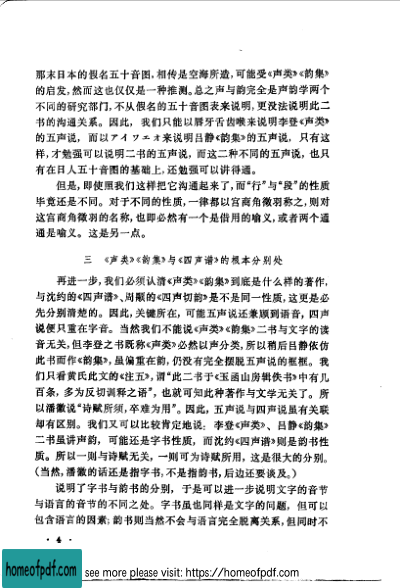 那末日本的假名五十音图，相传是空海所造，可能受《声类》《韵集》
的启发，然而这也仅仅是一种推测。总之声与韵完全是声韵学两个
不同的研究部门，不从假名的五十音图表来说明，更没法说明此二
书的沟通关系。因此，我们只能以唇牙舌齿喉来说明李登《声类》
的五声说，而以アイウエオ来说明吕静《韵集》的五声说，只有这
样，才勉强可以说明二书的五声说，而这二种不同的五声说，也只
有在日人五十音图的基础上，还勉强可以讲得通。
但是，即使照我们这样把它沟通起来了，而“行”与“段”的性质
毕竟还是不同。对于不同的性质，一律都以宫商角徵羽称之，则对
这宫商角徵羽的名称，也即必然有一个是借用的喻义，或者两个通
通是喻义。这是另一点。
三 《声类》《韵集》与《四声谱》的根本分别处
再进一步，我们必须认清《声类》《韵集》到底是什么样的著作，
与沈约的《四声谱》、周颙的《四声切韵》是不是同一性质，这更是必
先分别清楚的。因此，关键所在，可能五声说还兼顾到语音，四声
说便只重在字音。当然我们不能说《声类》《韵集》二书与文字的读
音无关，但李登之书既称《声类》必然以声分类，所以稍后吕静依仿
此书而作《韵集》，虽偏重在韵，仍没有完全摆脱五声说的框框。我
们只看黄氏此文的《注五》，谓“此二书于《玉函山房辑佚书》中有几
百条，多为反切调释之语”，也就可知此种著作与文学无关了。所
以潘徽说“诗赋所须，卒难为用”。因此，五声说与四声说虽有关联
却有区别。我们又可以比较肯定地说：李登《声类》、吕静的《韵集》
二书虽讲声韵，可能还是字书性质，而沈约《四声谱》则是韵书性
质。所以一则与诗赋无关，一则可为诗赋所用，这是很大的分别。
（当然，潘徽的话还是指字书，不是指韵书，后边还要谈及。）
说明了字书与韵书的分别，于是可以进一步说明文字的音节
与语言的音节的不同之处。字书虽也同样是文字的问题，但可以
包含语言的因素；韵书则当然不会与语言完全脱离关系，但同时不
· 4 ·
homeofpdf.com
see more please visit: https://homeofpdf.com